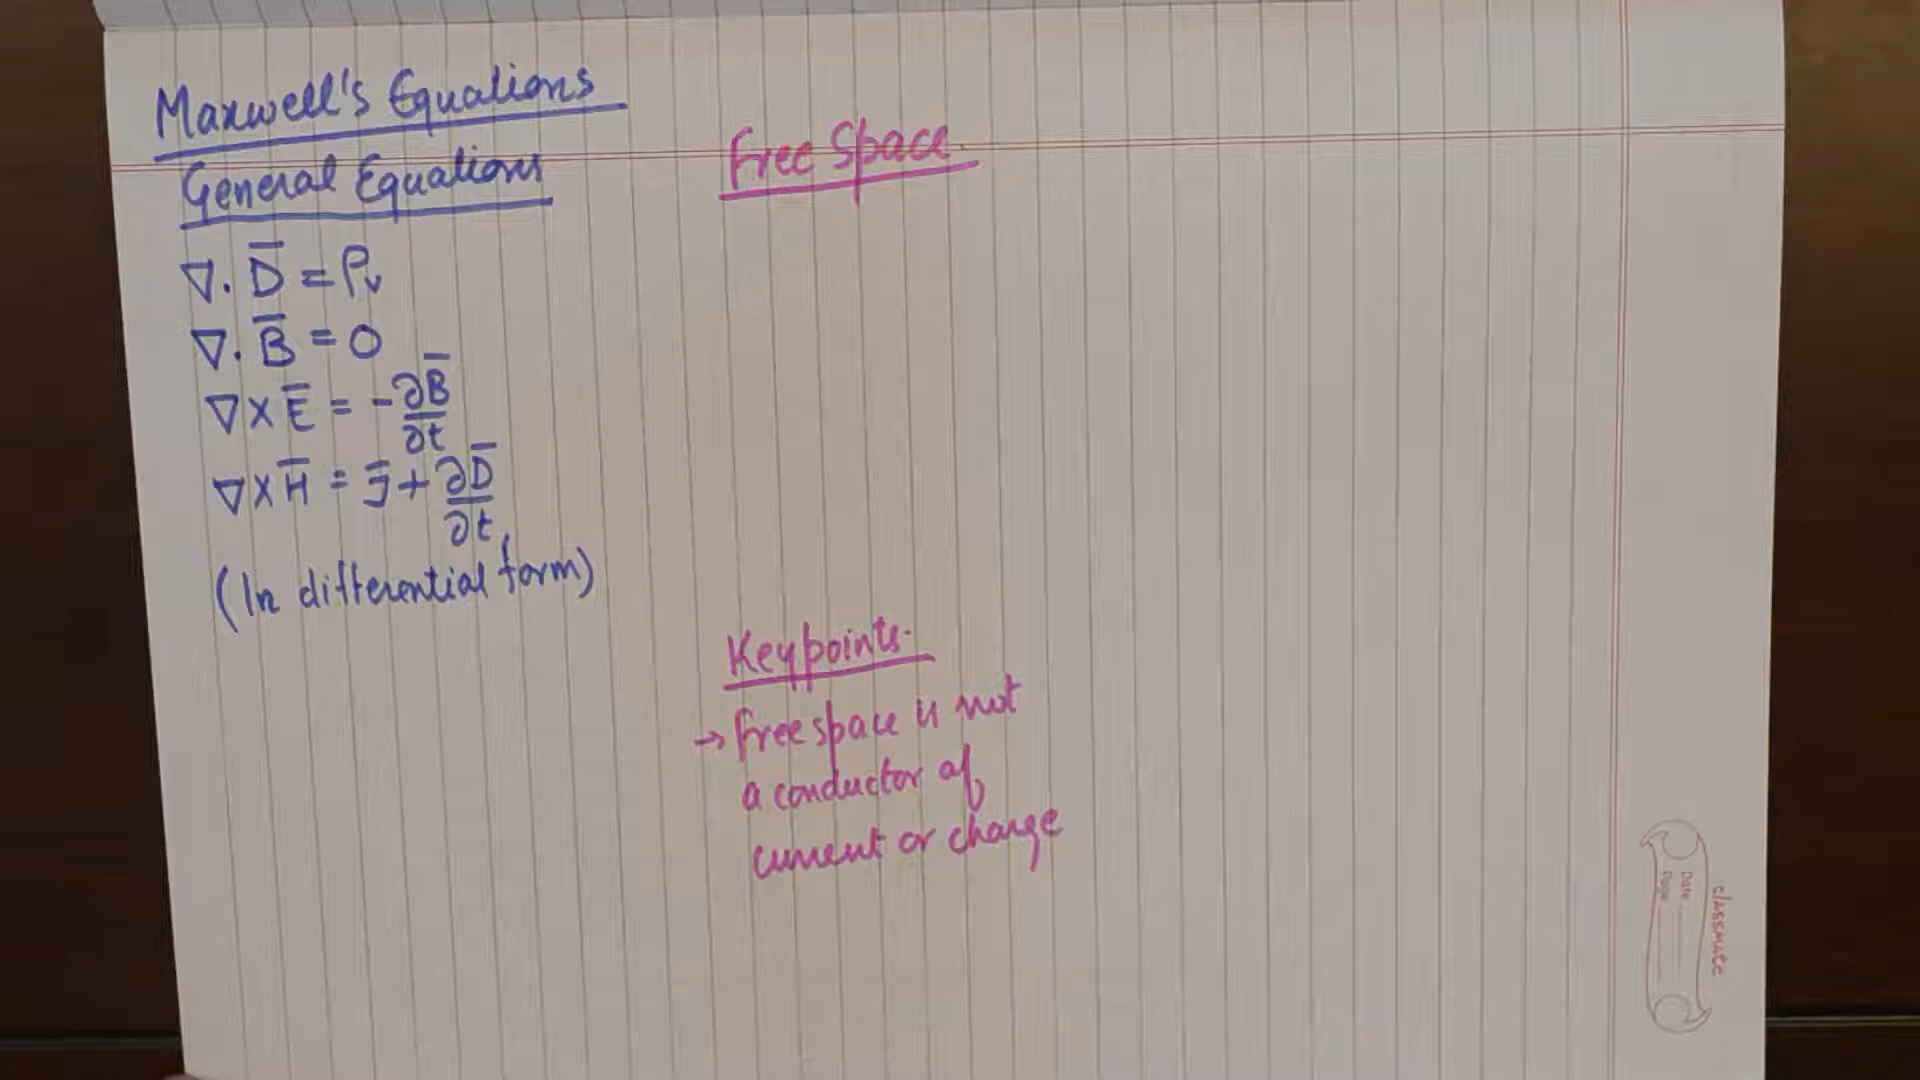 Maxwell's Equations
General Equations
∇. D̅ = ρv
∇. B̅ = 0
∇ × E̅ = -∂B̅/∂t
∇ × H̅ = J̅ + ∂D̅/∂t
(In differential form)
Free Space.
Keypoints.
→ Free space is not
a conductor of
current or charge
classmate
Date
Page